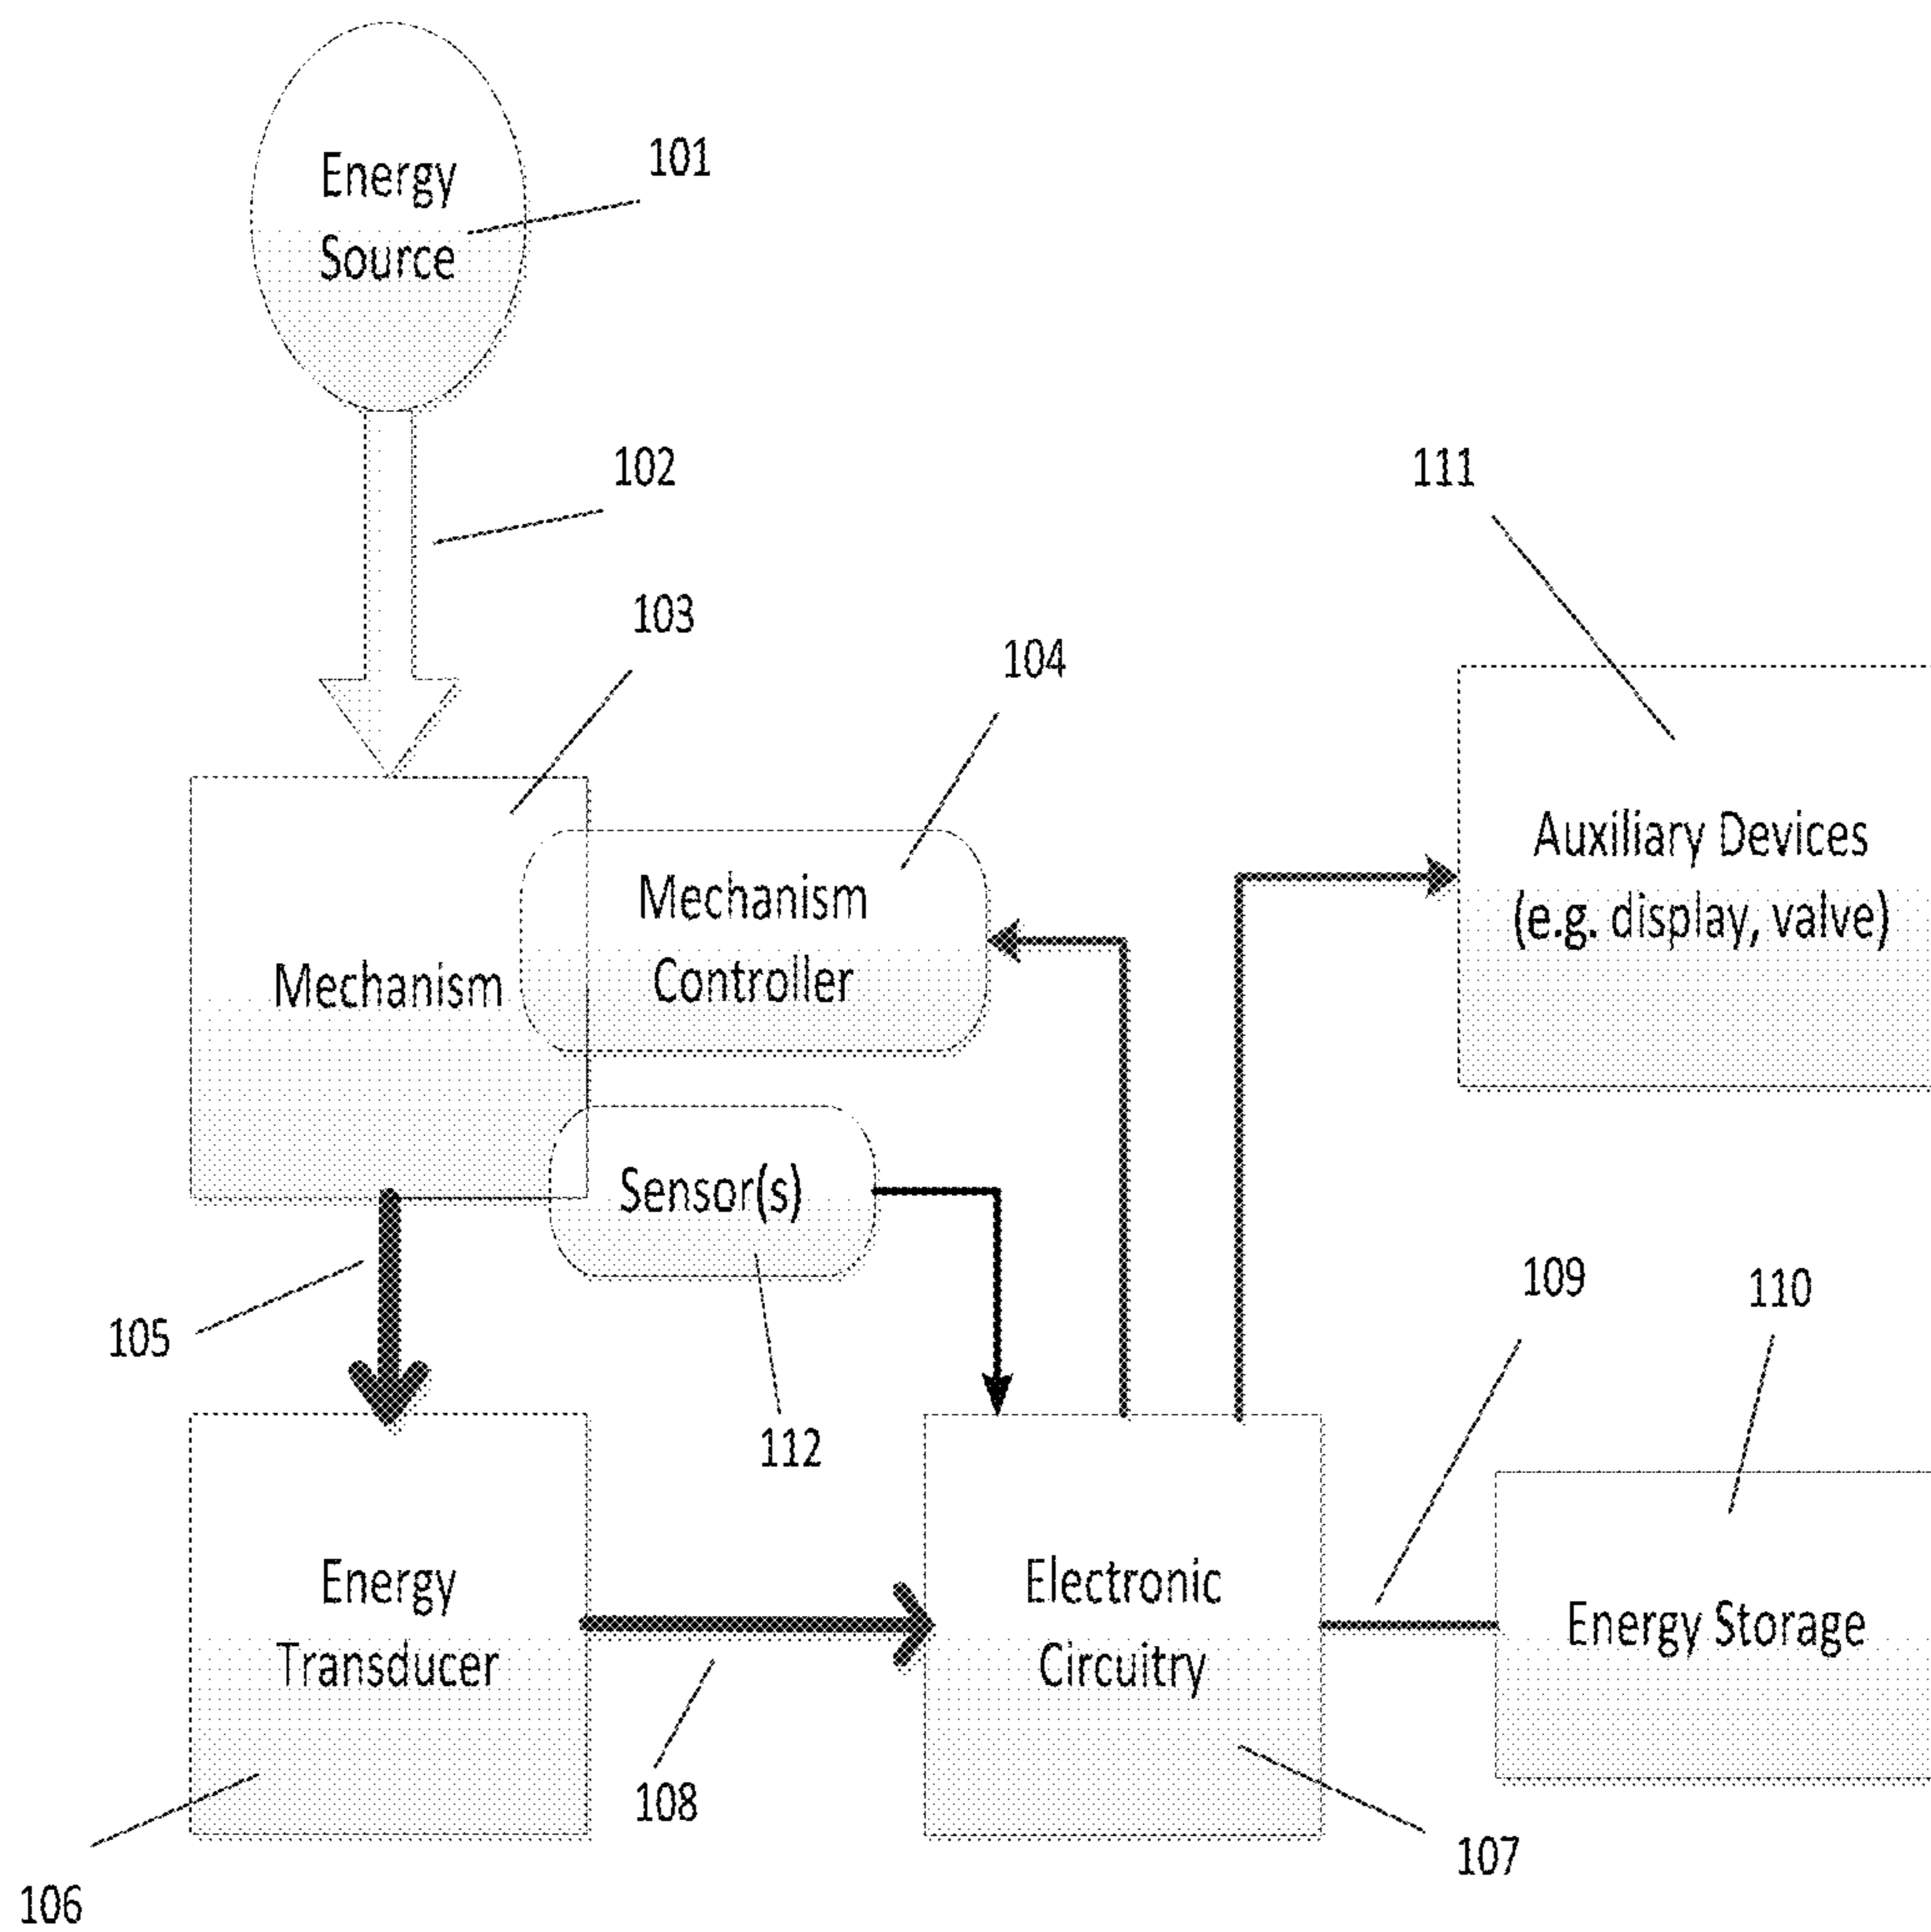 Energy
Source
101
102
103
104
111
Mechanism
Mechanism
Controller
Auxiliary Devices
(e.g. display, valve)
Sensor(s)
105
112
109
110
Energy
Transducer
Electronic
Circuitry
Energy Storage
108
107
106